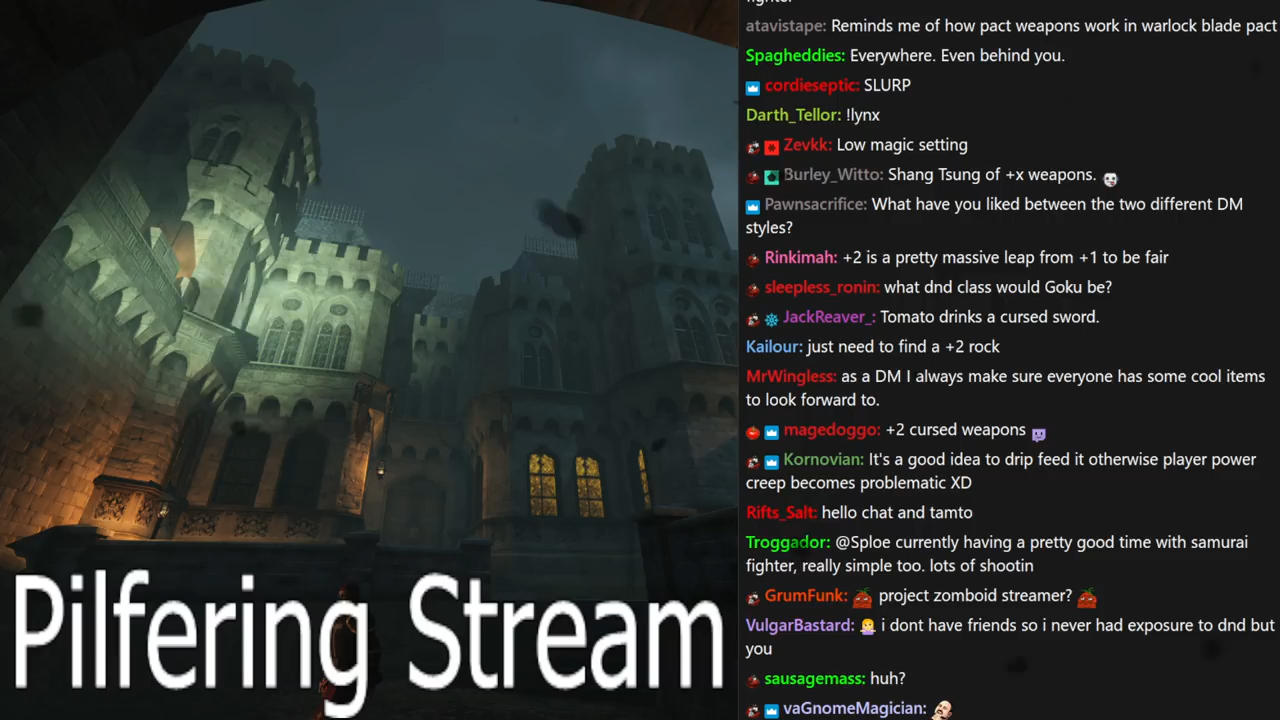 fighter
atavistape: Reminds me of how pact weapons work in warlock blade pact
Spagheddies: Everywhere. Even behind you.
cordieseptic: SLURP
Darth_Tellor: !lynx
Zevkk: Low magic setting
Burley_Witto: Shang Tsung of +x weapons.
Pawnsacrifice: What have you liked between the two different DM
styles?
Rinkimah: +2 is a pretty massive leap from +1 to be fair
sleepless_ronin: what dnd class would Goku be?
JackReaver_: Tomato drinks a cursed sword.
Kailour: just need to find a +2 rock
MrWingless: as a DM I always make sure everyone has some cool items
to look forward to.
magedoggo: +2 cursed weapons
Kornovian: It's a good idea to drip feed it otherwise player power
creep becomes problematic XD
Rifts_Salt: hello chat and tamto
Troggador: @Sploe currently having a pretty good time with samurai
fighter, really simple too. lots of shootin
GrumFunk: project zomboid streamer?
VulgarBastard: i dont have friends so i never had exposure to dnd but
you
sausagemass: huh?
vaGnomeMagician:
Pilfering Stream